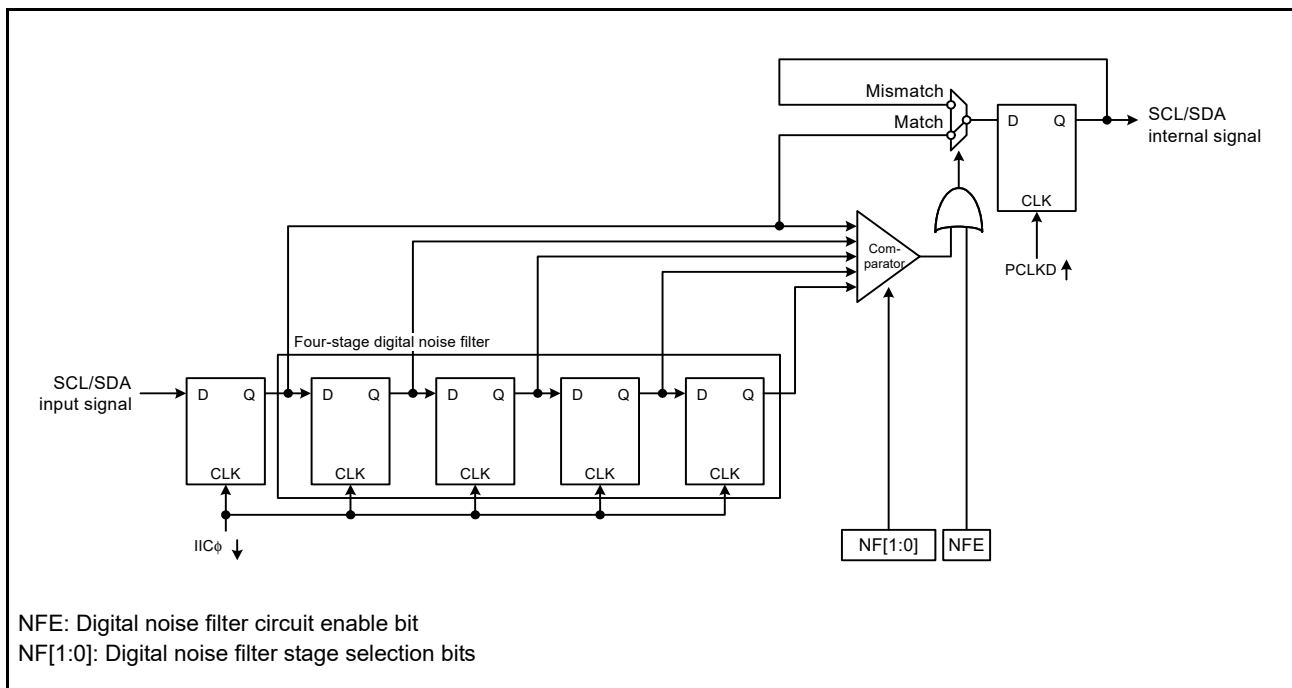 Mismatch
Match
D Q
CLK
SCL/SDA
internal signal
PCLKD
Com-
parator
Four-stage digital noise filter
SCL/SDA
input signal
D Q
CLK
D Q
CLK
D Q
CLK
D Q
CLK
D Q
CLK
IICϕ
NF[1:0]
NFE
NFE: Digital noise filter circuit enable bit
NF[1:0]: Digital noise filter stage selection bits